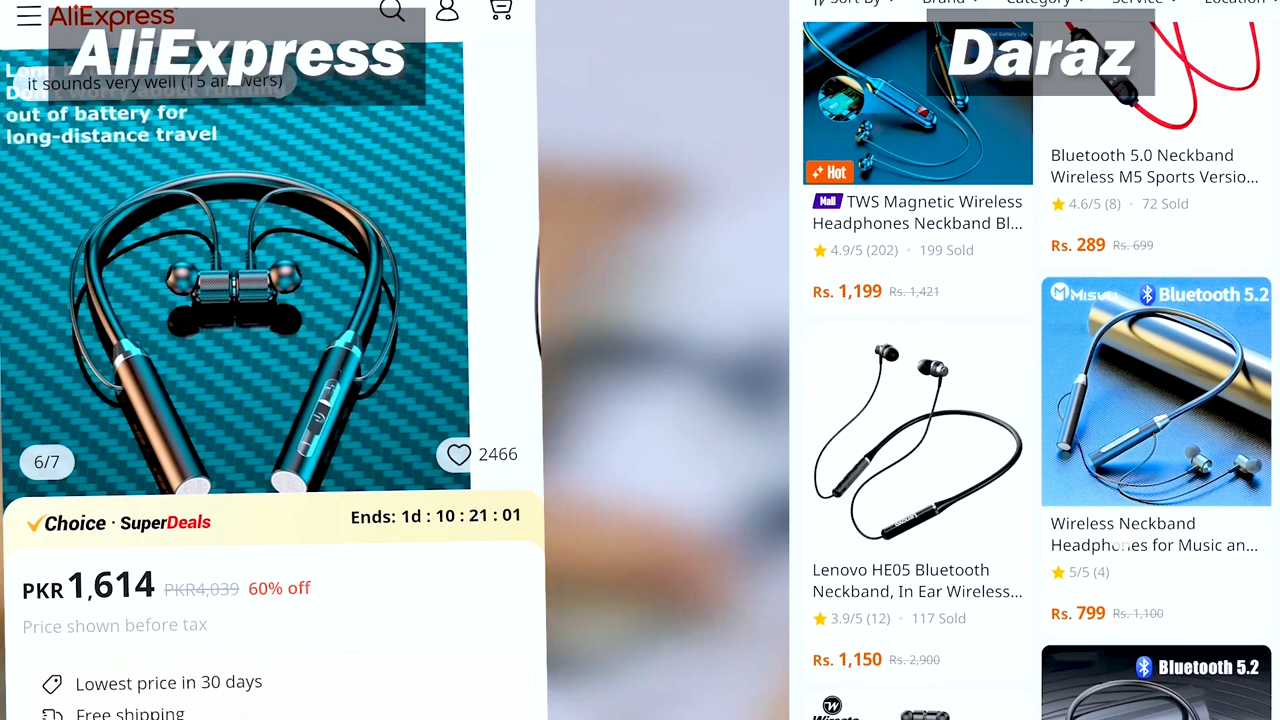 AliExpress
AliExpress
it sounds very well (15
out of battery for
long-distance travel
6/7
2466
Choice · SuperDeals
Ends: 1d : 10 : 21 : 01
PKR 1,614 PKR4,039 60% off
Price shown before tax
Lowest price in 30 days
Free shipping
Sort By
Brand
Category
Service
Location
Daraz
Hot
Mall TWS Magnetic Wireless
Headphones Neckband Bl...
4.9/5 (202) • 199 Sold
Rs. 1,199 Rs. 1,421
Lenovo
Lenovo HE05 Bluetooth
Neckband, In Ear Wireless...
3.9/5 (12) • 117 Sold
Rs. 1,150 Rs. 2,900
Bluetooth 5.0 Neckband
Wireless M5 Sports Versio...
4.6/5 (8) • 72 Sold
Rs. 289 Rs. 699
Bluetooth 5.2
Wireless Neckband
Headphones for Music an...
5/5 (4)
Rs. 799 Rs. 1,100
Bluetooth 5.2